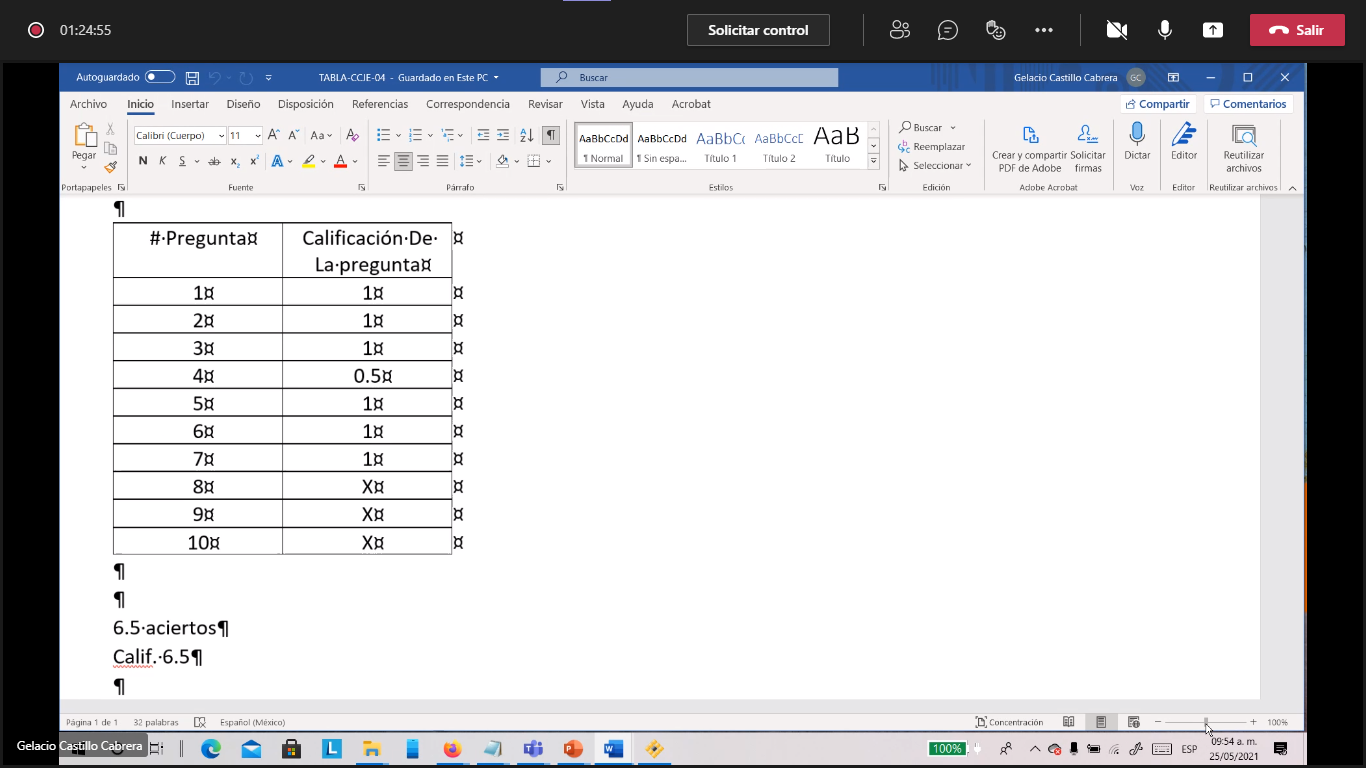 01:24:55
Solicitar control
Salir
Autoguardado
TABLA-CCJE-04 - Guardado en Este PC
Buscar
Gelacio Castillo Cabrera
GC
Archivo
Inicio
Insertar
Diseño
Disposición
Referencias
Correspondencia
Revisar
Vista
Ayuda
Acrobat
Compartir
Comentarios
Pegar
Calibri (Cuerpo)
11
A A Aa A
N K S ab x₂ x² A A
¶
AaBbCcDd
¶ Normal
AaBbCcDd
¶ Sin espa...
AaBbCc
Título 1
AaBbCcE
Título 2
AaB
Título
Buscar
Reemplazar
Seleccionar
Crear y compartir
PDF de Adobe
Solicitar
firmas
Dictar
Editor
Reutilizar
archivos
Portapapeles
Fuente
Párrafo
Estilos
Edición
Adobe Acrobat
Voz
Editor
Reutilizar archivos
¶
#·Pregunta¤ Calificación·De· ¤
La·pregunta¤
1¤ 1¤ ¤
2¤ 1¤ ¤
3¤ 1¤ ¤
4¤ 0.5¤ ¤
5¤ 1¤ ¤
6¤ 1¤ ¤
7¤ 1¤ ¤
8¤ X¤ ¤
9¤ X¤ ¤
10¤ X¤ ¤
¶
¶
6.5·aciertos¶
Calif.·6.5¶
¶
Página 1 de 1
32 palabras
Español (México)
Concentración
100%
Gelacio Castillo Cabrera
100%
ESP
09:54 a. m.
25/05/2021